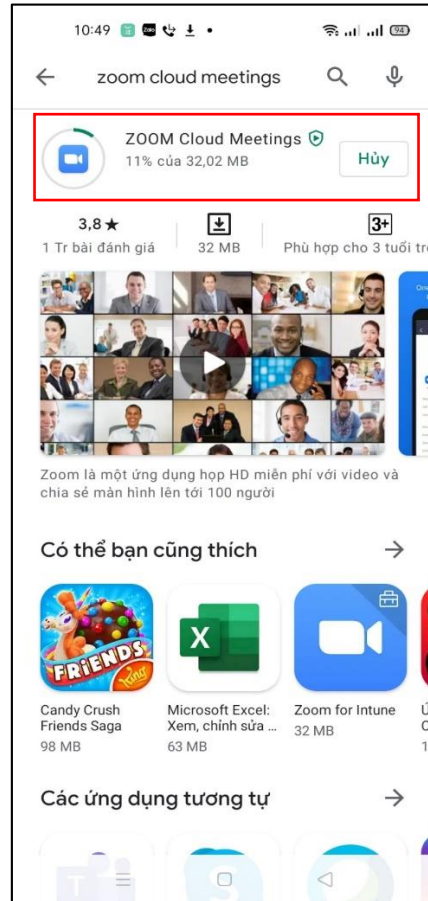 10:49
94
zoom cloud meetings
ZOOM Cloud Meetings
11% của 32,02 MB
Hủy
3,8 ★
3+
1 Tr bài đánh giá
32 MB
Phù hợp cho 3 tuổi tr
Zoom là một ứng dụng họp HD miễn phí với video và
chia sẻ màn hình lên tới 100 người
Có thể bạn cũng thích
FRIENDS
King
X
Candy Crush
Friends Saga
98 MB
Microsoft Excel:
Xem, chỉnh sửa ...
63 MB
Zoom for Intune
32 MB
Các ứng dụng tương tự
T
S